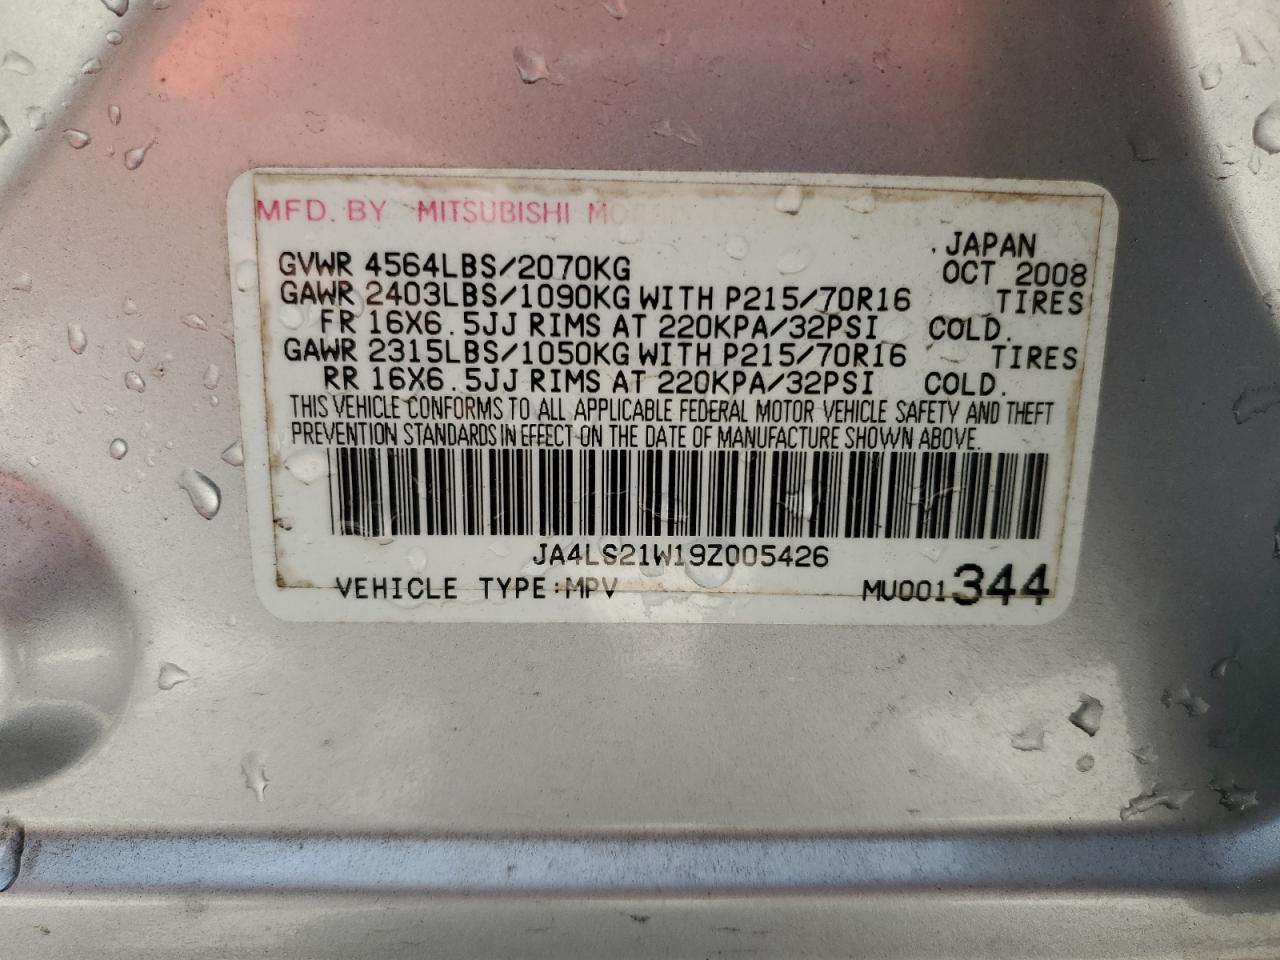 MFD. BY MITSUBISHI
JAPAN
GVWR 4564LBS/2070KG OCT 2008
GAWR 2403LBS/1090KG WITH P215/70R16 TIRES
FR 16X6.5JJ RIMS AT 220KPA/32PSI COLD.
GAWR 2315LBS/1050KG WITH P215/70R16 TIRES
RR 16X6.5JJ RIMS AT 220KPA/32PSI COLD.
THIS VEHICLE CONFORMS TO ALL APPLICABLE FEDERAL MOTOR VEHICLE SAFETY AND THEFT
PREVENTION STANDARDS IN EFFECT ON THE DATE OF MANUFACTURE SHOWN ABOVE.
JA4LS21W19Z005426
VEHICLE TYPE:MPV MU001344